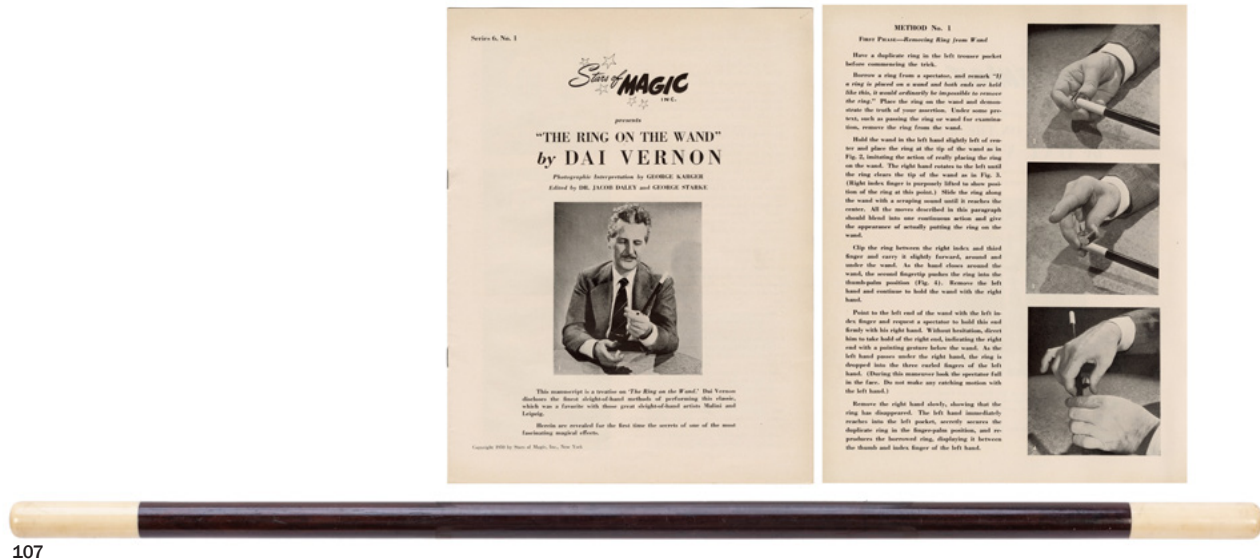 Series 6, No. 1
Stars of MAGIC
INC.
presents
"THE RING ON THE WAND"
by DAI VERNON
Photographic Interpretation by GEORGE KARGER
Edited by DR. JACOB DALEY and GEORGE STARKE
This manuscript is a treatise on 'The Ring on the Wand.' Dai Vernon
discloses the finest sleight-of-hand methods of performing this classic,
which was a favorite with those great sleight-of-hand artists Malini and
Leipzig.
Herein are revealed for the first time the secrets of one of the most
fascinating magical effects.
Copyright by Stars of Magic, Inc., New York
METHOD No. 1
FIRST PHASE—Removing Ring from Wand
Have a duplicate ring in the left trouser pocket
before commencing the trick.
Borrow a ring from a spectator, and remark "If
a ring is placed on a wand and both ends are held
like this, it would ordinarily be impossible to remove
the ring." Place the ring on the wand and demon-
strate the truth of your assertion. Under some pre-
text, such as passing the ring or wand for examina-
tion, remove the ring from the wand.
Hold the wand in the left hand slightly left of cen-
ter and place the ring at the tip of the wand as in
Fig. 2, imitating the action of really placing the ring
on the wand. The right hand rotates to the left until
the ring clears the tip of the wand as in Fig. 3.
(Right index finger is purposely lifted to show posi-
tion of the ring at this point.) Slide the ring along
the wand with a scraping sound until it reaches the
center. All the moves described in this paragraph
should blend into one continuous action and give
the appearance of actually putting the ring on the
wand.
Clip the ring between the right index and third
finger and carry it slightly forward, around and
under the wand. As the hand closes around the
wand, the second fingertip pushes the ring into the
thumb-palm position (Fig. 4). Remove the left
hand and continue to hold the wand with the right
hand.
Point to the left end of the wand with the left in-
dex finger and request a spectator to hold this end
firmly with his right hand. Without hesitation, direct
him to take hold of the right end, indicating the right
end with a pointing gesture below the wand. As the
left hand passes under the right hand, the ring is
dropped into the three curled fingers of the left
hand. (During this maneuver look the spectator full
in the face. Do not make any catching motion with
the left hand.)
Remove the right hand slowly, showing that the
ring has disappeared. The left hand immediately
reaches into the left pocket, secretly secures the
duplicate ring in the finger-palm position, and re-
produces the borrowed ring, displaying it between
the thumb and index finger of the left hand.
107